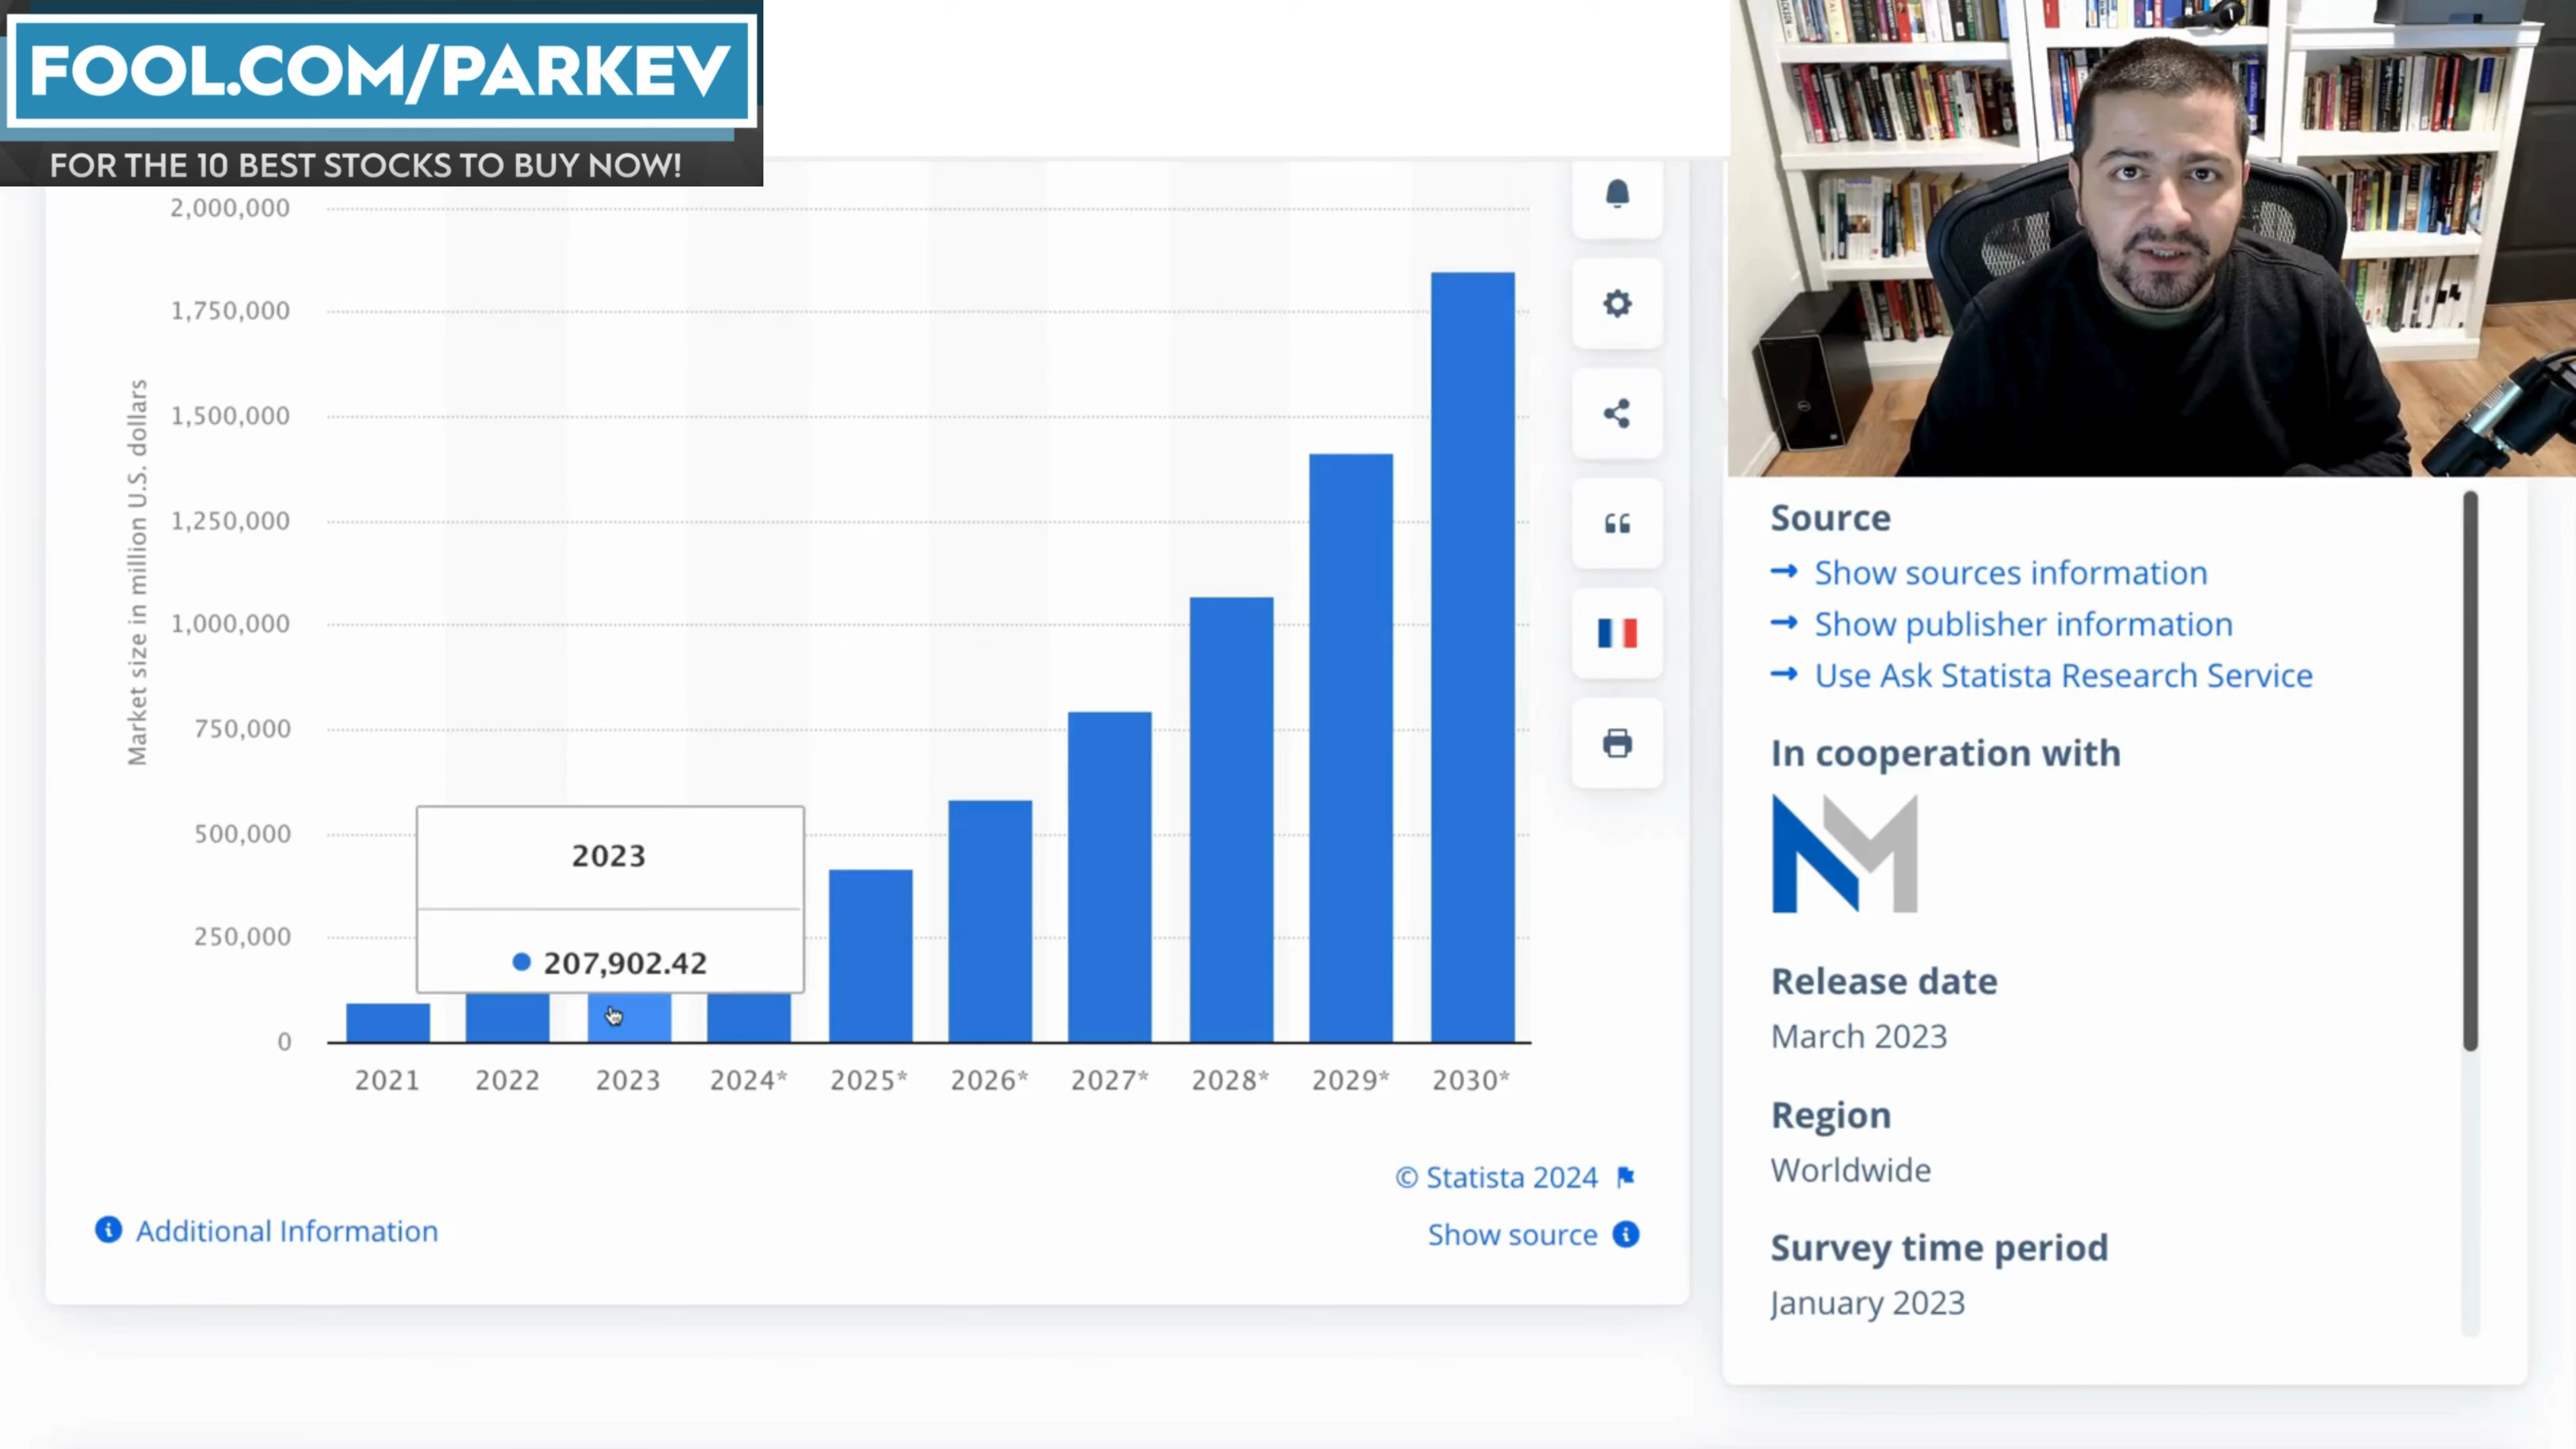 FOOL.COM/PARKEV
FOR THE 10 BEST STOCKS TO BUY NOW!
Market size in million U.S. dollars
2,000,000
1,750,000
1,500,000
1,250,000
1,000,000
750,000
500,000
250,000
0
2023
207,902.42
2021
2022
2023
2024*
2025*
2026*
2027*
2028*
2029*
2030*
© Statista 2024
Additional Information
Show source
Source
Show sources information
Show publisher information
Use Ask Statista Research Service
In cooperation with
NM
Release date
March 2023
Region
Worldwide
Survey time period
January 2023